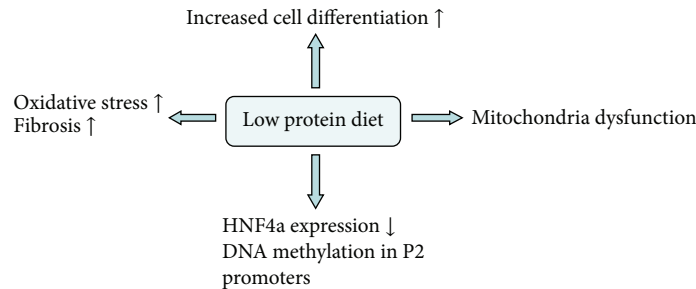 Increased cell differentiation ↑
Oxidative stress ↑
Fibrosis ↑
Low protein diet
Mitochondria dysfunction
HNF4a expression ↓
DNA methylation in P2
promoters